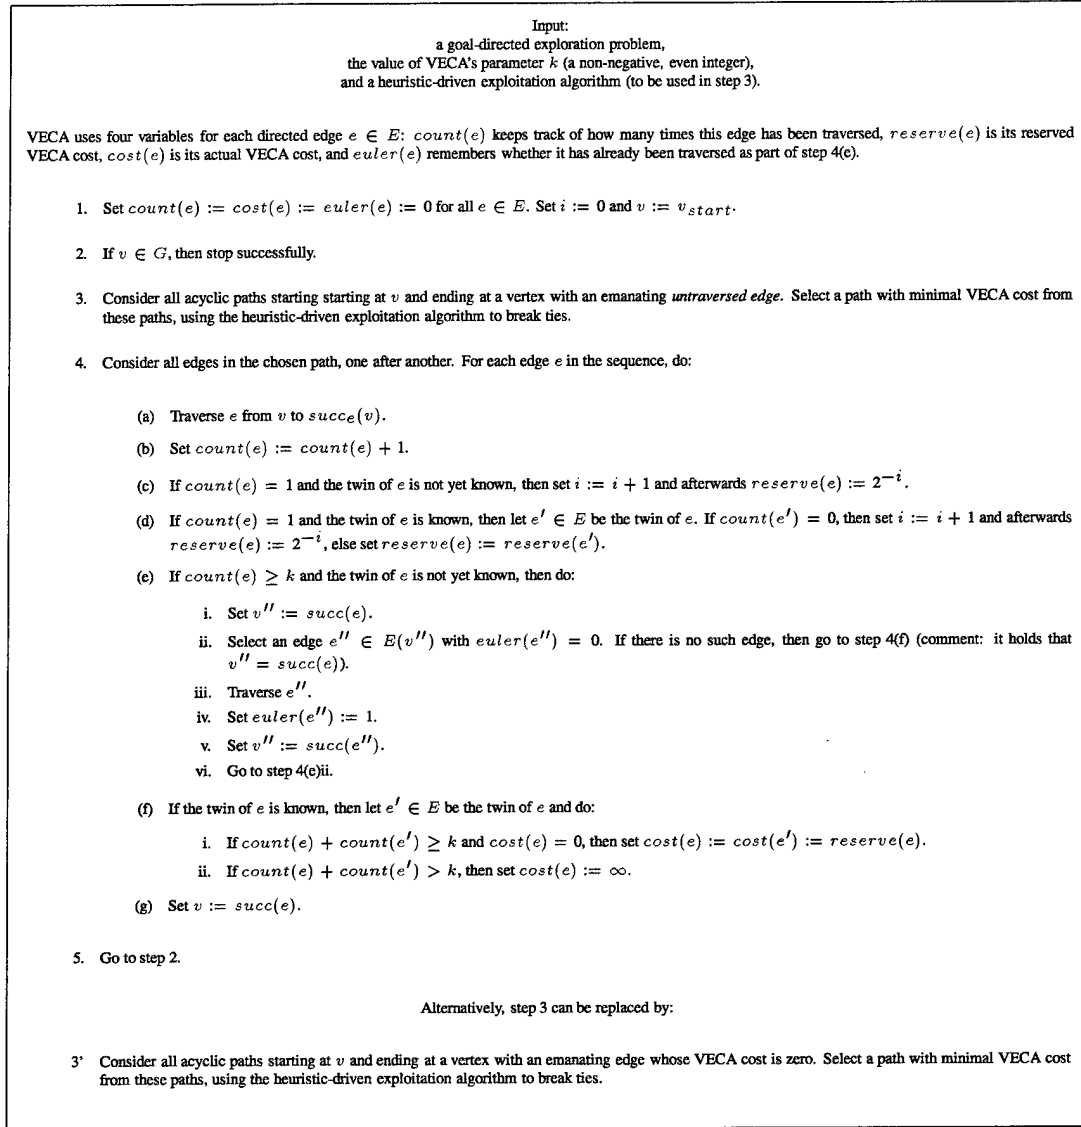 Input:
a goal-directed exploration problem,
the value of VECA's parameter k (a non-negative, even integer),
and a heuristic-driven exploitation algorithm (to be used in step 3).
VECA uses four variables for each directed edge e ∈ E: count(e) keeps track of how many times this edge has been traversed, reserve(e) is its reserved
VECA cost, cost(e) is its actual VECA cost, and euler(e) remembers whether it has already been traversed as part of step 4(e).
1. Set count(e) := cost(e) := euler(e) := 0 for all e ∈ E. Set i := 0 and v := v_start.
2. If v ∈ G, then stop successfully.
3. Consider all acyclic paths starting starting at v and ending at a vertex with an emanating untraversed edge. Select a path with minimal VECA cost from
these paths, using the heuristic-driven exploitation algorithm to break ties.
4. Consider all edges in the chosen path, one after another. For each edge e in the sequence, do:
(a) Traverse e from v to succ_e(v).
(b) Set count(e) := count(e) + 1.
(c) If count(e) = 1 and the twin of e is not yet known, then set i := i + 1 and afterwards reserve(e) := 2^{-i}.
(d) If count(e) = 1 and the twin of e is known, then let e' ∈ E be the twin of e. If count(e') = 0, then set i := i + 1 and afterwards
reserve(e) := 2^{-i}, else set reserve(e) := reserve(e').
(e) If count(e) ≥ k and the twin of e is not yet known, then do:
i. Set v'' := succ(e).
ii. Select an edge e'' ∈ E(v'') with euler(e'') = 0. If there is no such edge, then go to step 4(f) (comment: it holds that
v'' = succ(e)).
iii. Traverse e''.
iv. Set euler(e'') := 1.
v. Set v'' := succ(e'').
vi. Go to step 4(e)ii.
(f) If the twin of e is known, then let e' ∈ E be the twin of e and do:
i. If count(e) + count(e') ≥ k and cost(e) = 0, then set cost(e) := cost(e') := reserve(e).
ii. If count(e) + count(e') > k, then set cost(e) := ∞.
(g) Set v := succ(e).
5. Go to step 2.
Alternatively, step 3 can be replaced by:
3' Consider all acyclic paths starting at v and ending at a vertex with an emanating edge whose VECA cost is zero. Select a path with minimal VECA cost
from these paths, using the heuristic-driven exploitation algorithm to break ties.